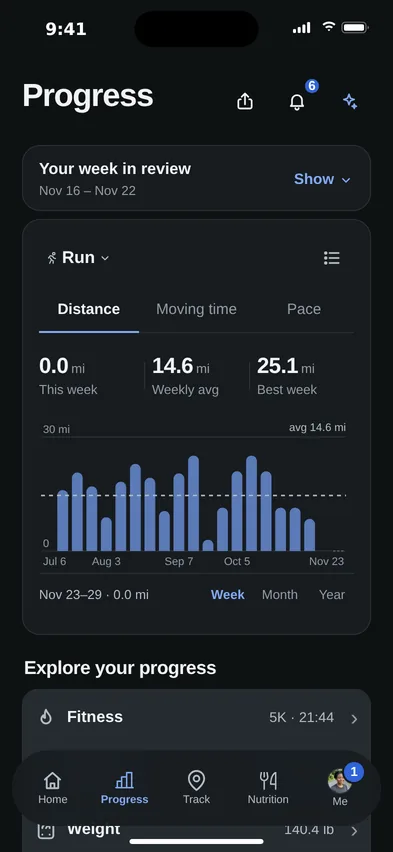 9:41
Progress
6
Your week in review
Nov 16 – Nov 22
Show
Run
Distance Moving time Pace
0.0 mi 14.6 mi 25.1 mi
This week Weekly avg Best week
30 mi avg 14.6 mi
0
Jul 6 Aug 3 Sep 7 Oct 5 Nov 23
Nov 23–29 · 0.0 mi Week Month Year
Explore your progress
Fitness 5K · 21:44
Home Progress Track Nutrition Me 1
Weight 140.4 lb